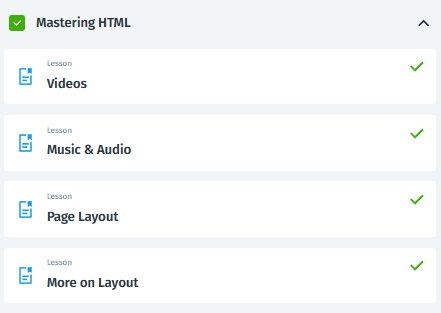 Mastering HTML
Lesson
Videos
Lesson
Music & Audio
Lesson
Page Layout
Lesson
More on Layout